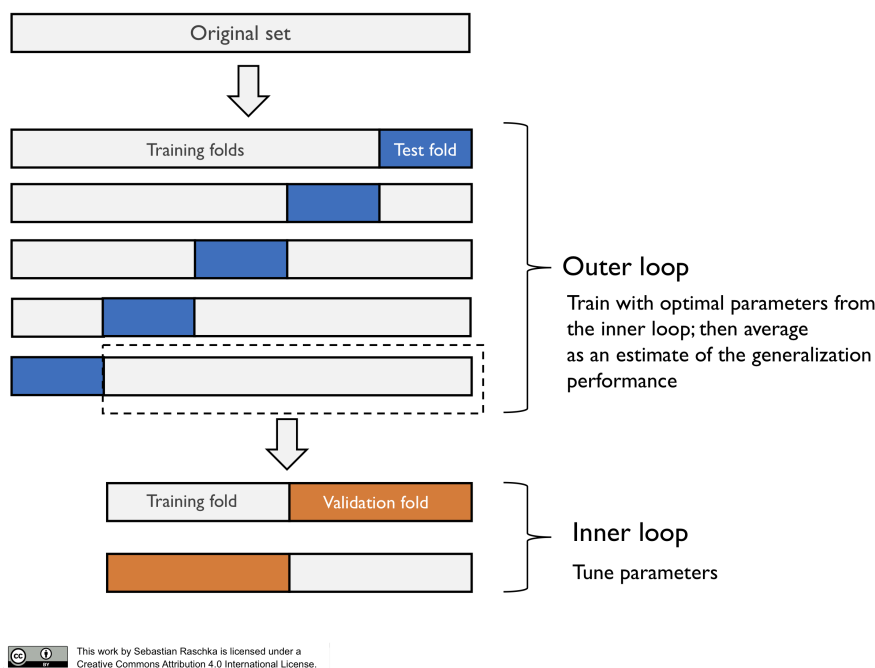 Original set
Training folds
Test fold
Outer loop
Train with optimal parameters from
the inner loop; then average
as an estimate of the generalization
performance
Training fold
Validation fold
Inner loop
Tune parameters
cc
BY
This work by Sebastian Raschka is licensed under a
Creative Commons Attribution 4.0 International License.